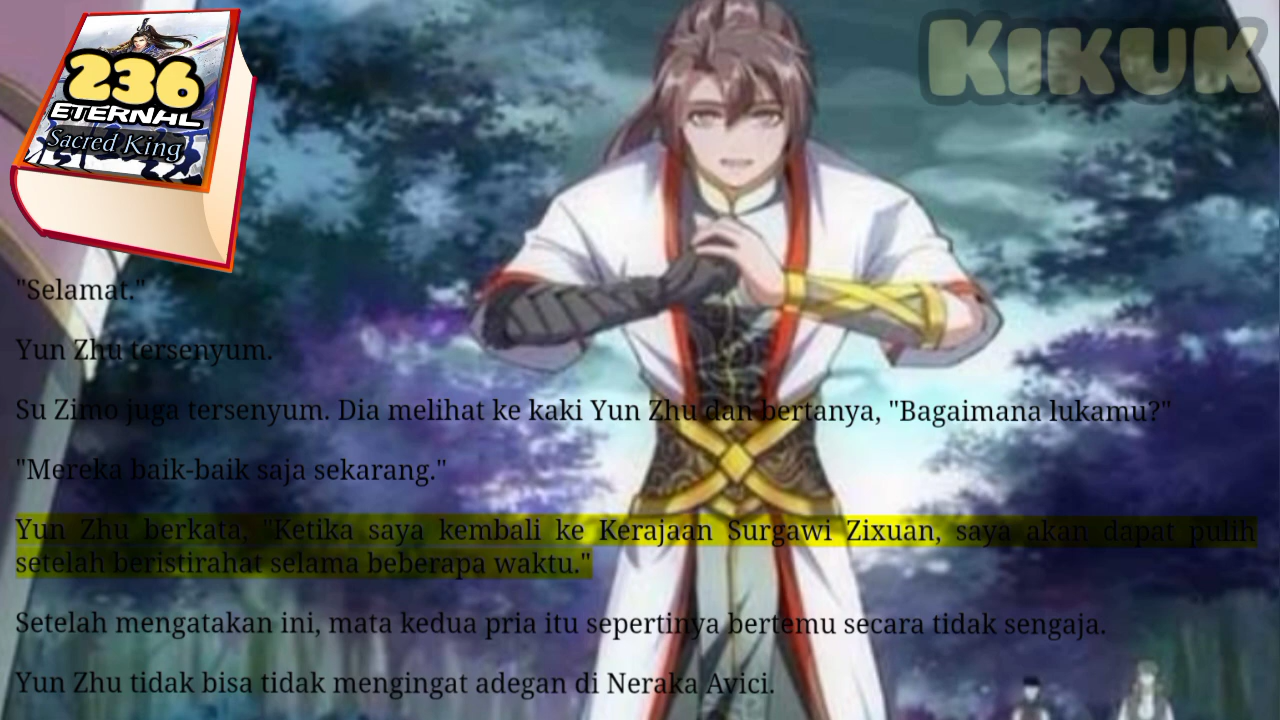 236
ETERNAL
Sacred King
KIKUK
"Selamat."
Yun Zhu tersenyum.
Su Zimo juga tersenyum. Dia melihat ke kaki Yun Zhu dan bertanya, "Bagaimana lukamu?"
"Mereka baik-baik saja sekarang."
Yun Zhu berkata, "Ketika saya kembali ke Kerajaan Surgawi Zixuan, saya akan dapat pulih
setelah beristirahat selama beberapa waktu."
Setelah mengatakan ini, mata kedua pria itu sepertinya bertemu secara tidak sengaja.
Yun Zhu tidak bisa tidak mengingat adegan di Neraka Avici.